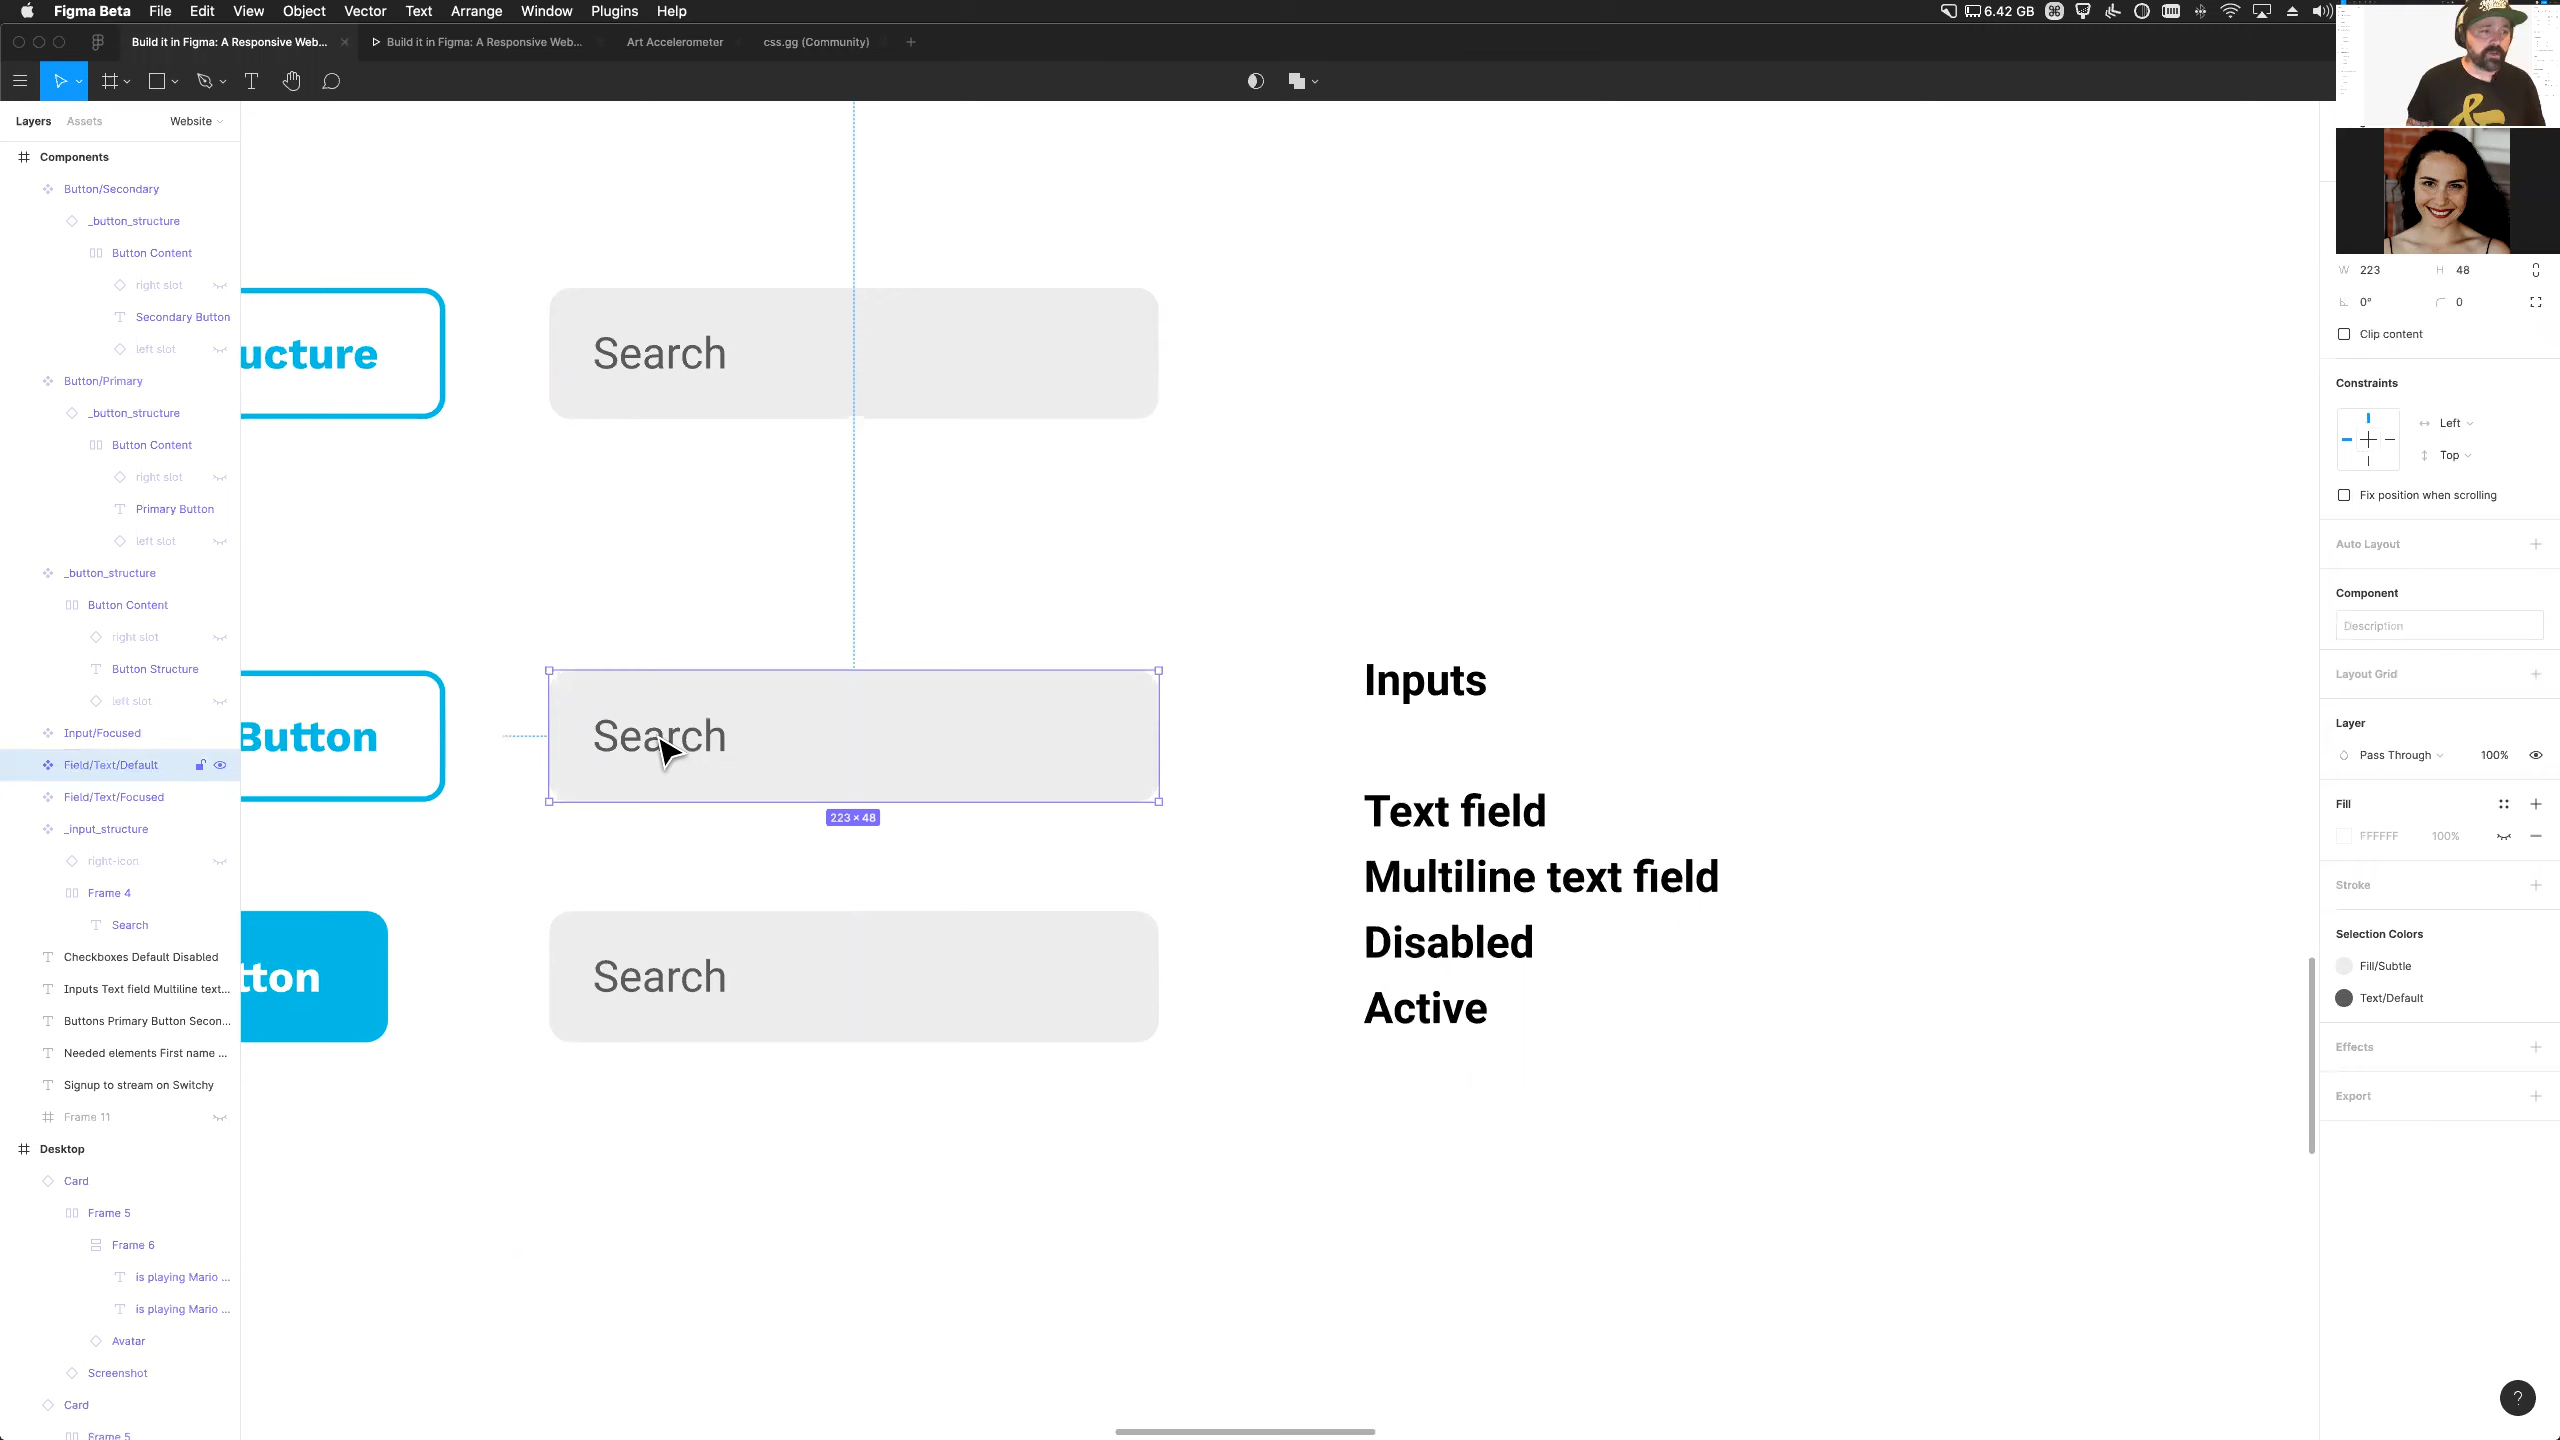 Figma Beta File Edit View Object Vector Text Arrange Window Plugins Help 6.42 GB
Build it in Figma: A Responsive Web... Build it in Figma: A Responsive Web... Art Accelerometer css.gg (Community)
Layers Assets Website
Components
Button/Secondary
_button_structure
Button Content
right slot
Secondary Button
left slot
Button/Primary
_button_structure
Button Content
right slot
Primary Button
left slot
_button_structure
Button Content
right slot
Button Structure
left slot
Input/Focused
Field/Text/Default
Field/Text/Focused
_input_structure
right-icon
Frame 4
Search
Checkboxes Default Disabled
Inputs Text field Multiline text...
Buttons Primary Button Secon...
Needed elements First name ...
Signup to stream on Switchy
Frame 11
Desktop
Card
Frame 5
Frame 6
is playing Mario ...
is playing Mario ...
Avatar
Screenshot
Card
Frame 5
ucture
Search
Button
Search
223 × 48
tton
Search
Inputs
Text field
Multiline text field
Disabled
Active
W 223 H 48
0° 0
Clip content
Constraints
Left
Top
Fix position when scrolling
Auto Layout
Component
Description
Layout Grid
Layer
Pass Through 100%
Fill
FFFFFF 100%
Stroke
Selection Colors
Fill/Subtle
Text/Default
Effects
Export
?